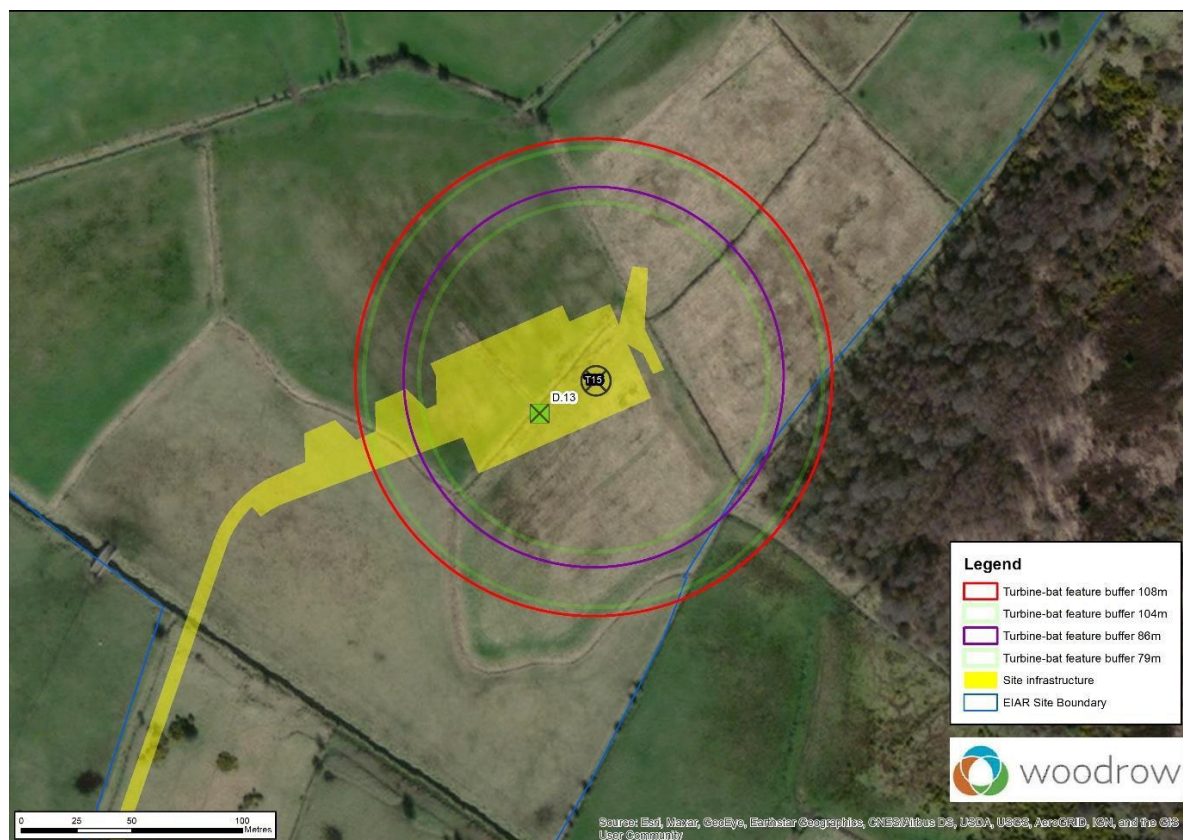 T15
D.13
Legend
Turbine-bat feature buffer 108m
Turbine-bat feature buffer 104m
Turbine-bat feature buffer 86m
Turbine-bat feature buffer 79m
Site infrastructure
EIAR Site Boundary
woodrow
0 25 50 100
Metres
Source: Esri, Maxar, GeoEye, Earthstar Geographics, CNES/Airbus DS, USDA, USGS, AeroGRID, IGN, and the GIS
User Community